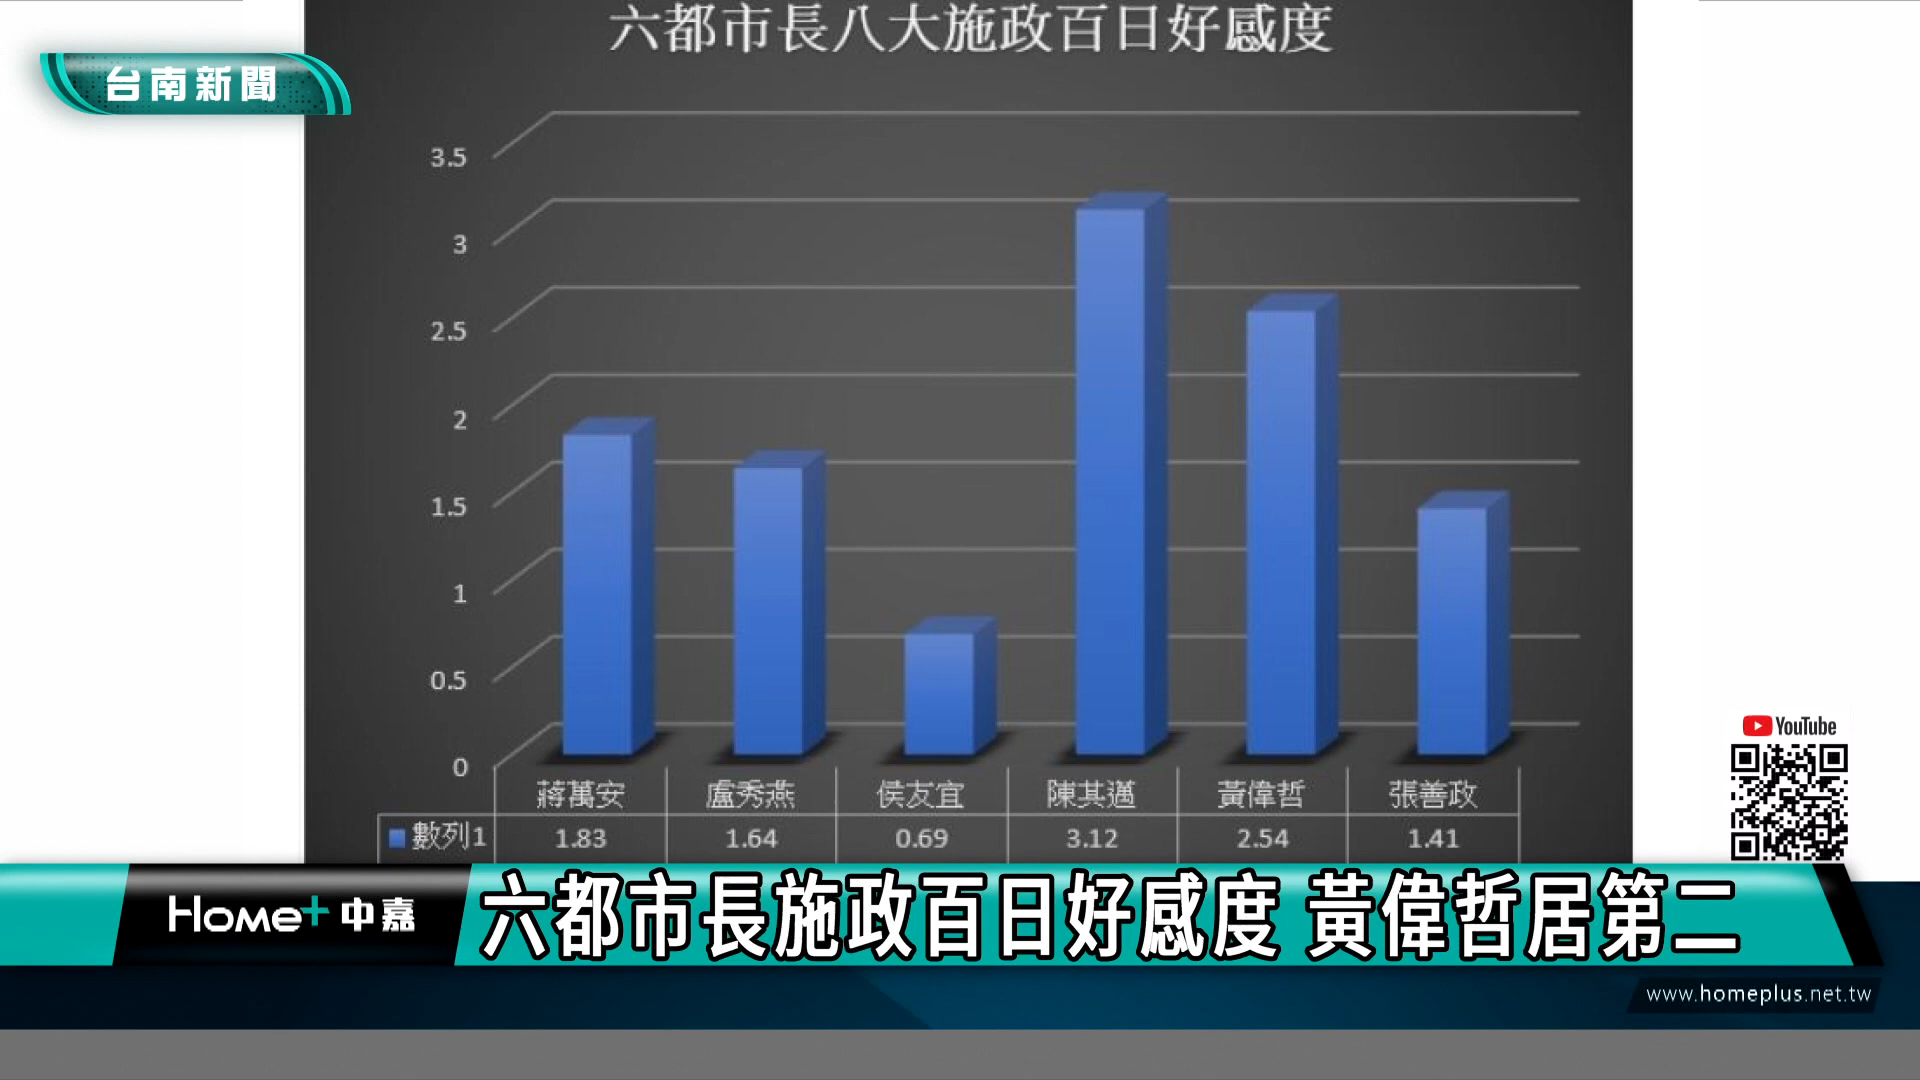 六都市長八大施政百日好感度
台南新聞
3.5
3
2.5
2
1.5
1
0.5
0
蔣萬安 盧秀燕 侯友宜 陳其邁 黃偉哲 張善政
數列1 1.83 1.64 0.69 3.12 2.54 1.41
YouTube
Home+ 中嘉 六都市長施政百日好感度 黃偉哲居第二
www.homeplus.net.tw